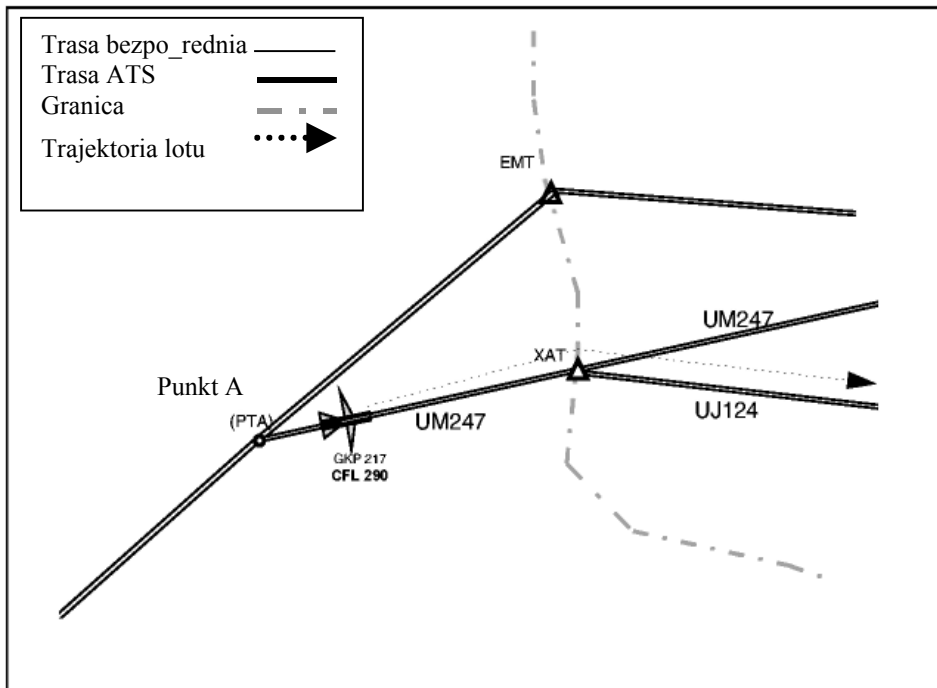 Trasa bezpo_rednia
Trasa ATS
Granica
Trajektoria lotu
EMT
UM247
XAT
Punkt A
(PTA)
UM247
UJ124
GKP 217
CFL 290